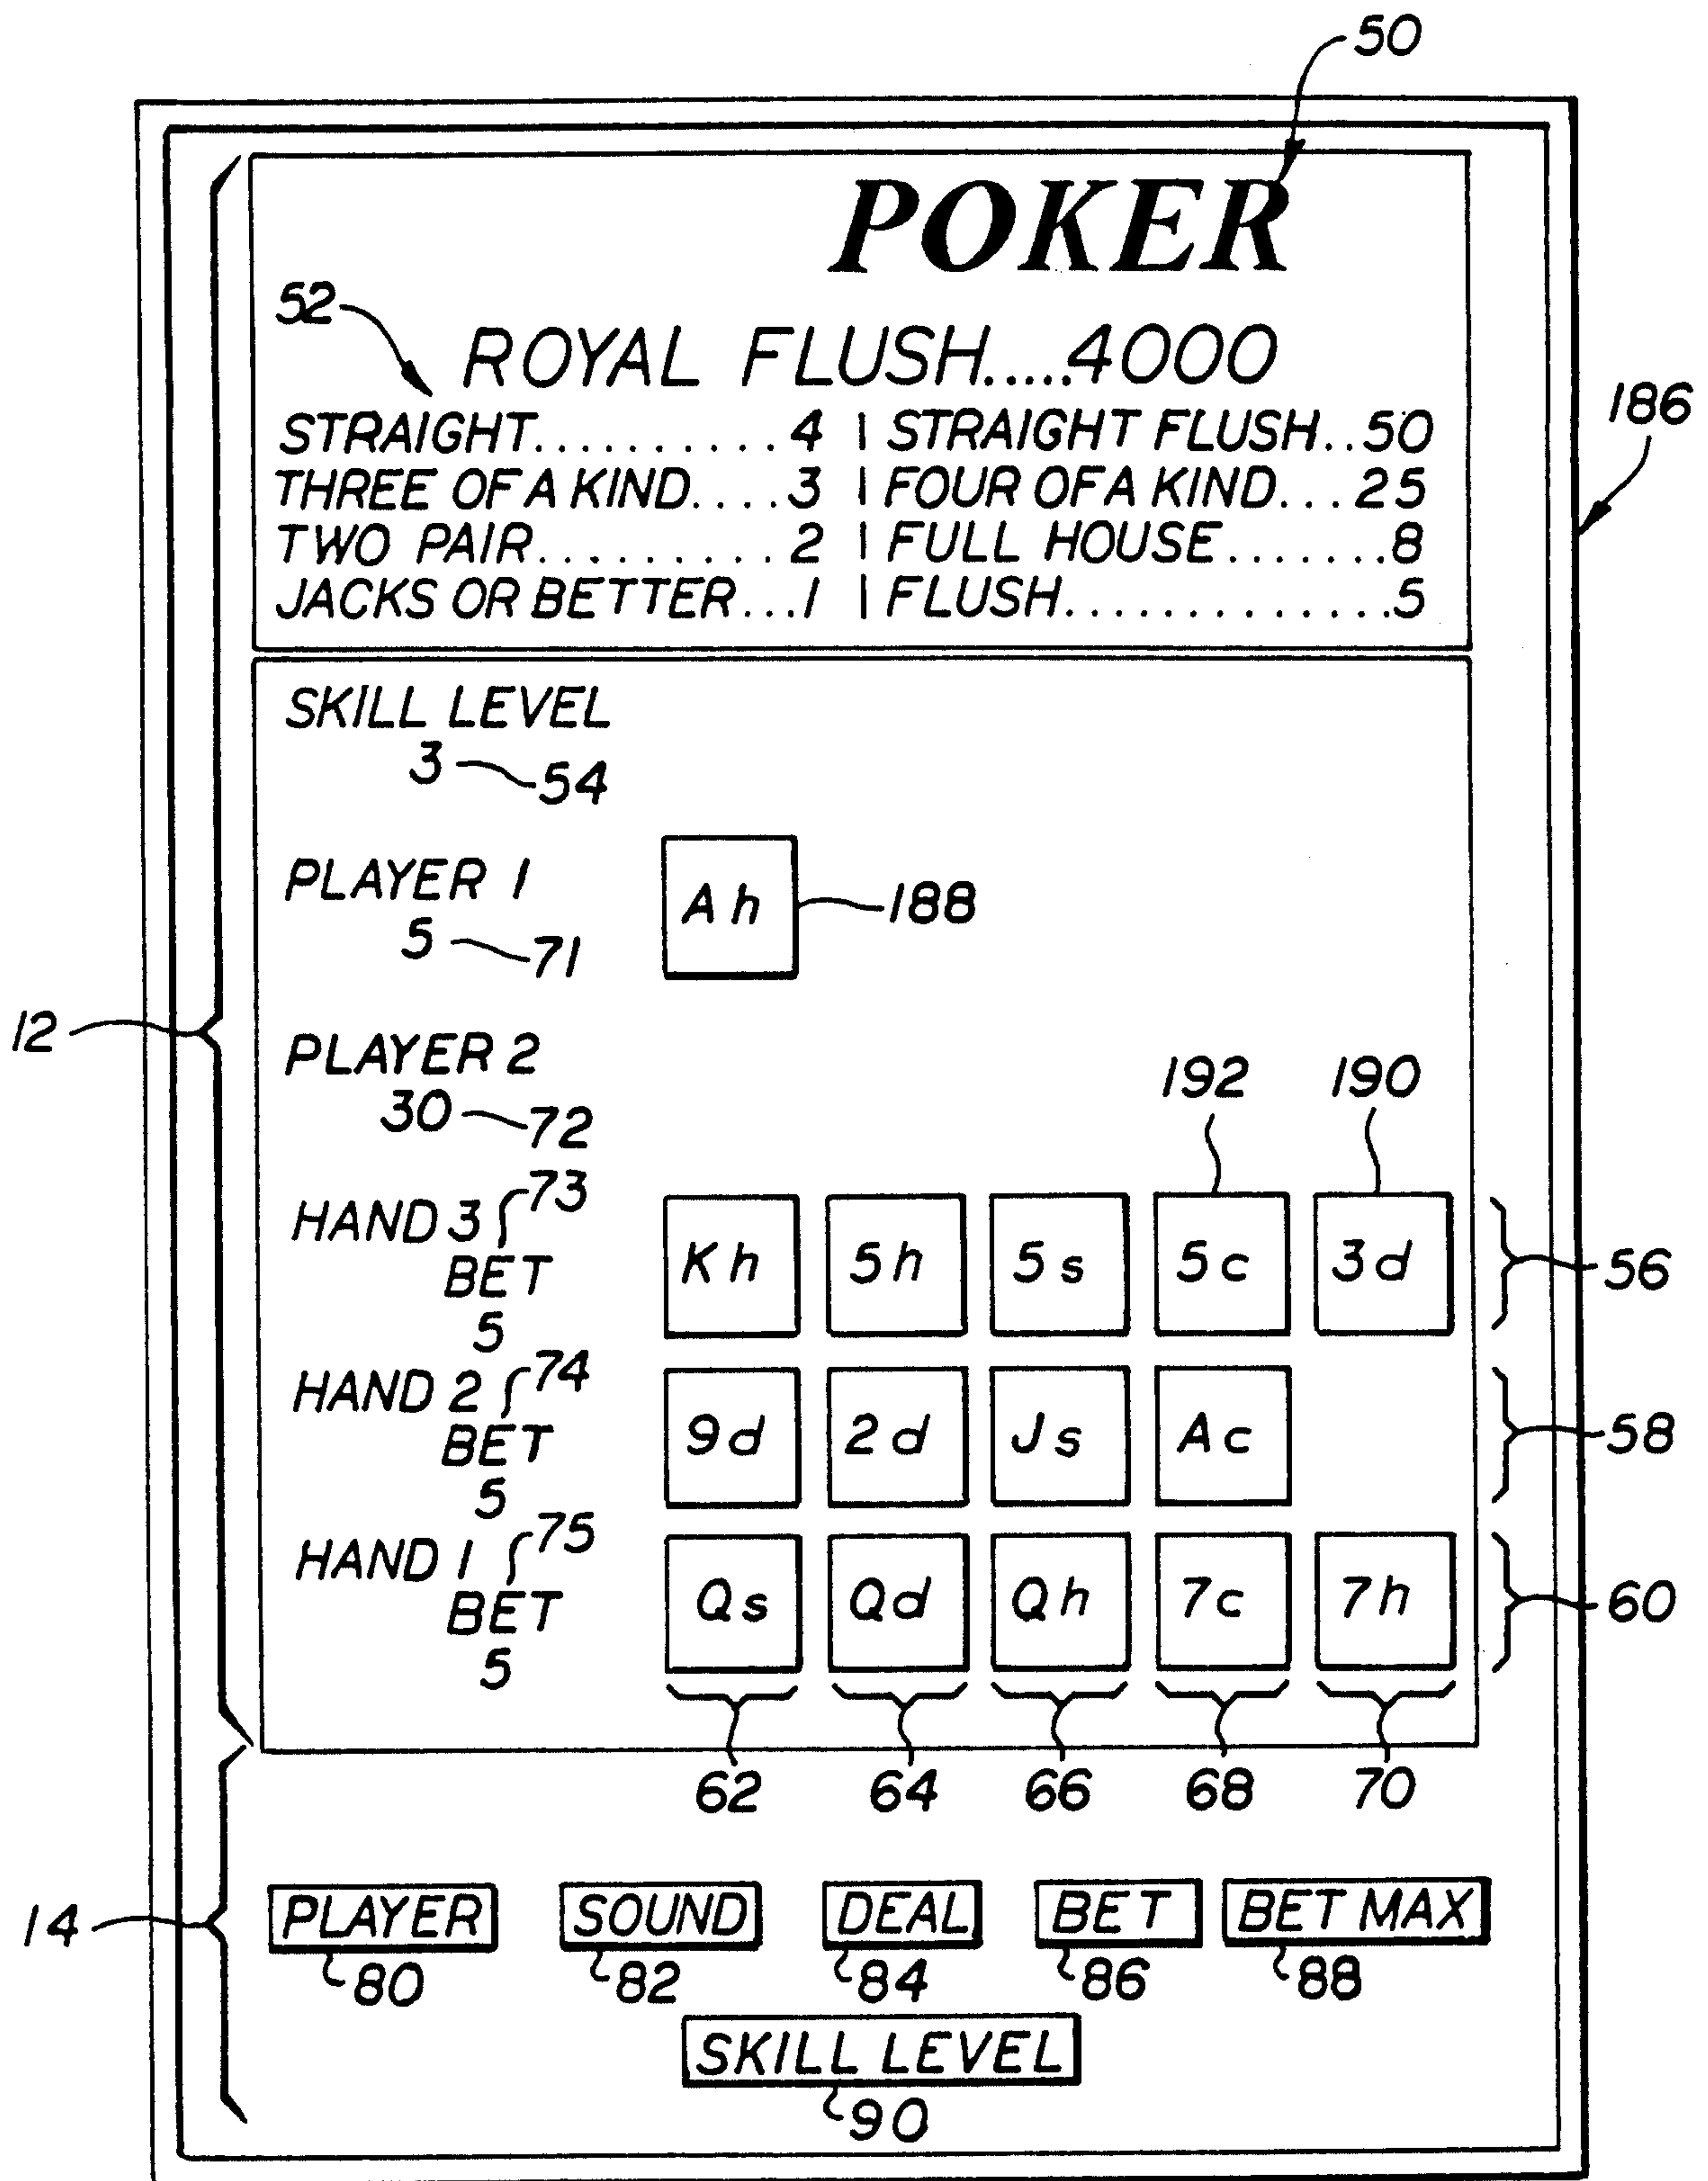 50
POKER
52
ROYAL FLUSH.....4000
186
STRAIGHT..........4 | STRAIGHT FLUSH..50
THREE OF A KIND....3 | FOUR OF A KIND...25
TWO PAIR.........2 | FULL HOUSE.......8
JACKS OR BETTER...1 | FLUSH.............5
SKILL LEVEL
3 54
PLAYER 1
5 71
Ah 188
12
PLAYER 2
30 72
192 190
HAND 3 73
BET
5
Kh 5h 5s 5c 3d 56
HAND 2 74
BET
5
9d 2d Js Ac 58
HAND 1 75
BET
5
Qs Qd Qh 7c 7h 60
62 64 66 68 70
14
PLAYER SOUND DEAL BET BET MAX
80 82 84 86 88
SKILL LEVEL
90